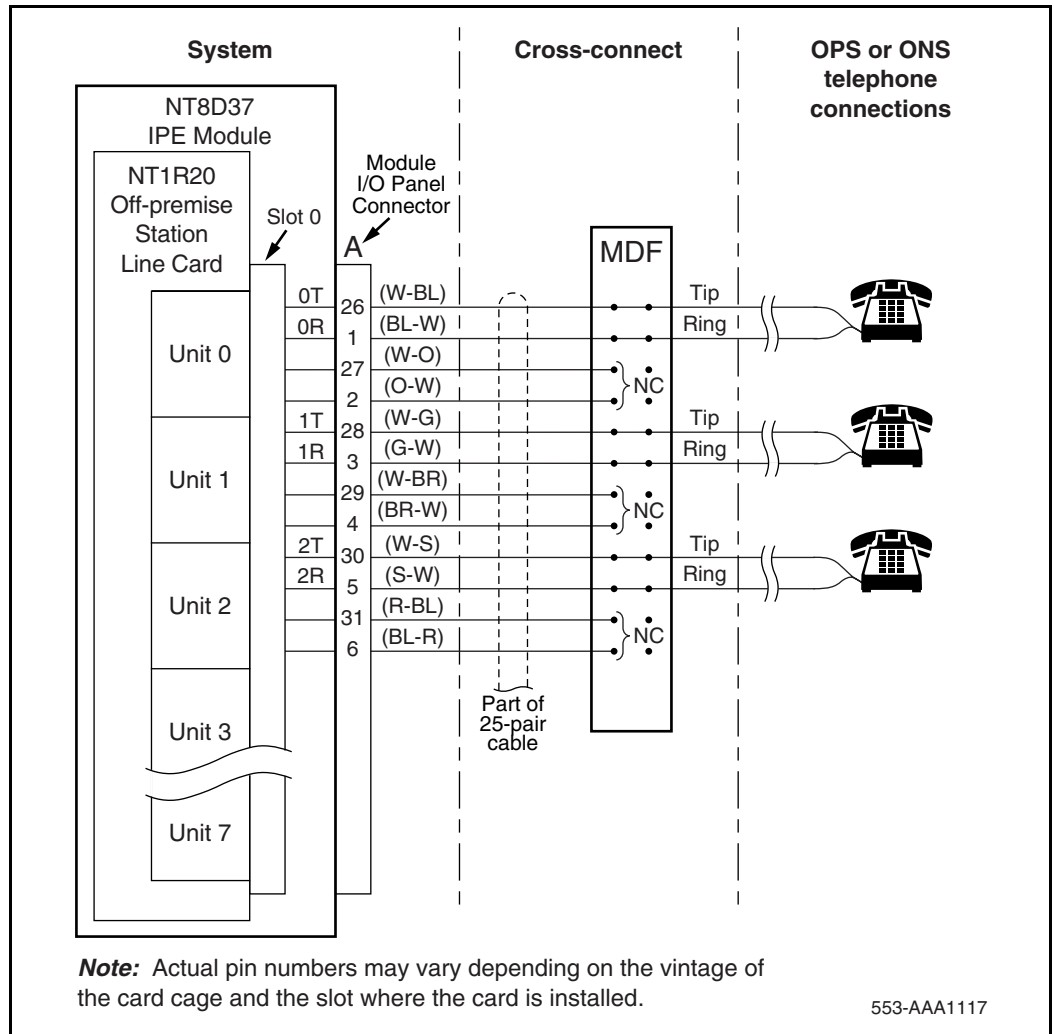 System
Cross-connect
OPS or ONS
telephone
connections
NT8D37
IPE Module
NT1R20
Off-premise
Station
Line Card
Slot 0
Module
I/O Panel
Connector
A
MDF
Unit 0
Unit 1
Unit 2
Unit 3
Unit 7
0T 26 (W-BL) Tip
0R 1 (BL-W) Ring
27 (W-O)
2 (O-W)
NC
1T 28 (W-G) Tip
1R 3 (G-W) Ring
29 (W-BR)
4 (BR-W)
NC
2T 30 (W-S) Tip
2R 5 (S-W) Ring
31 (R-BL)
6 (BL-R)
NC
Part of
25-pair
cable
Note: Actual pin numbers may vary depending on the vintage of
the card cage and the slot where the card is installed.
553-AAA1117